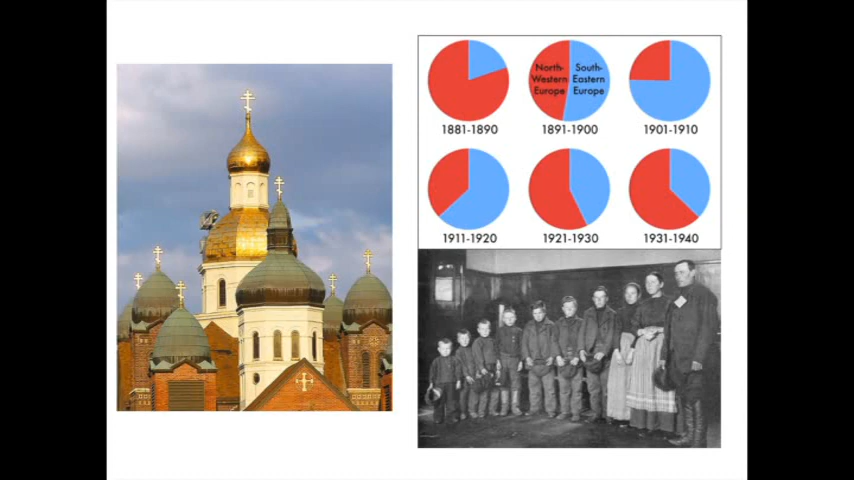 North-
Western
Europe
South-
Eastern
Europe
1881-1890
1891-1900
1901-1910
1911-1920
1921-1930
1931-1940